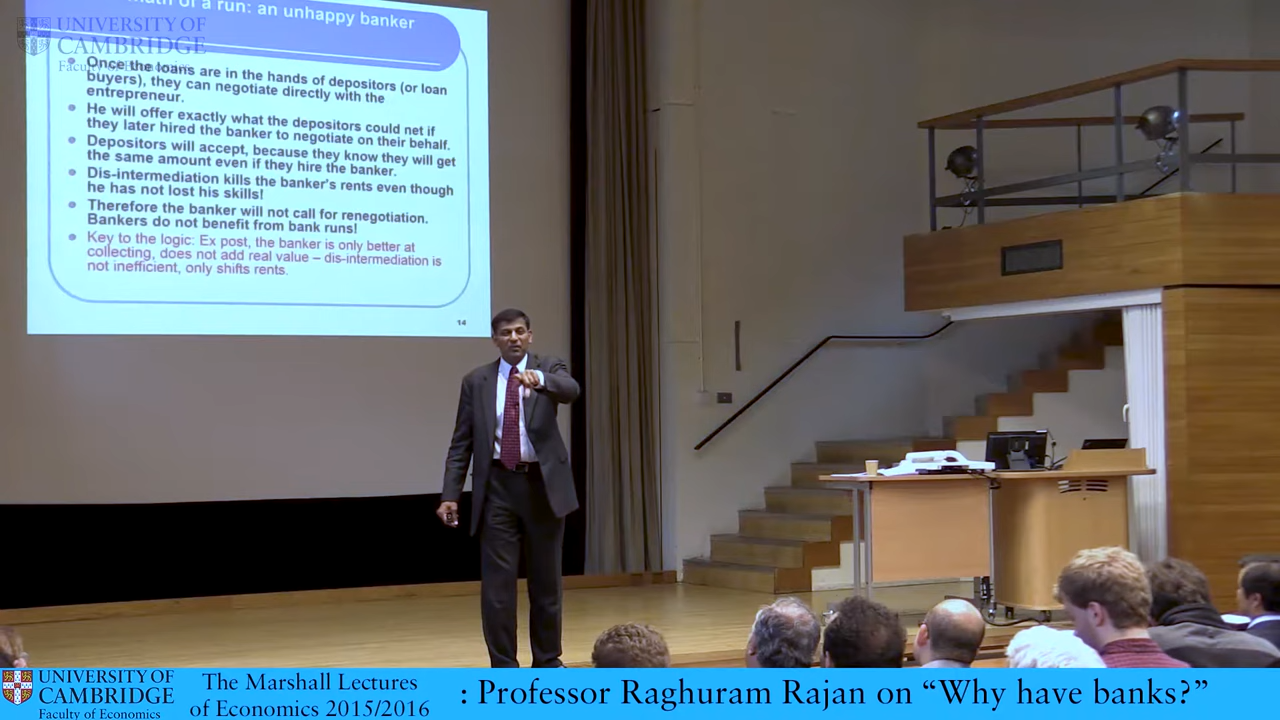 math of a run: an unhappy banker
UNIVERSITY OF
CAMBRIDGE
Faculty of Economics
Once the loans are in the hands of depositors (or loan
buyers), they can negotiate directly with the
entrepreneur.
He will offer exactly what the depositors could net if
they later hired the banker to negotiate on their behalf.
Depositors will accept, because they know they will get
the same amount even if they hire the banker.
Dis-intermediation kills the banker's rents even though
he has not lost his skills!
Therefore the banker will not call for renegotiation.
Bankers do not benefit from bank runs!
Key to the logic: Ex post, the banker is only better at
collecting, does not add real value – dis-intermediation is
not inefficient, only shifts rents.
14
UNIVERSITY OF
CAMBRIDGE
Faculty of Economics
The Marshall Lectures
of Economics 2015/2016
: Professor Raghuram Rajan on “Why have banks?”